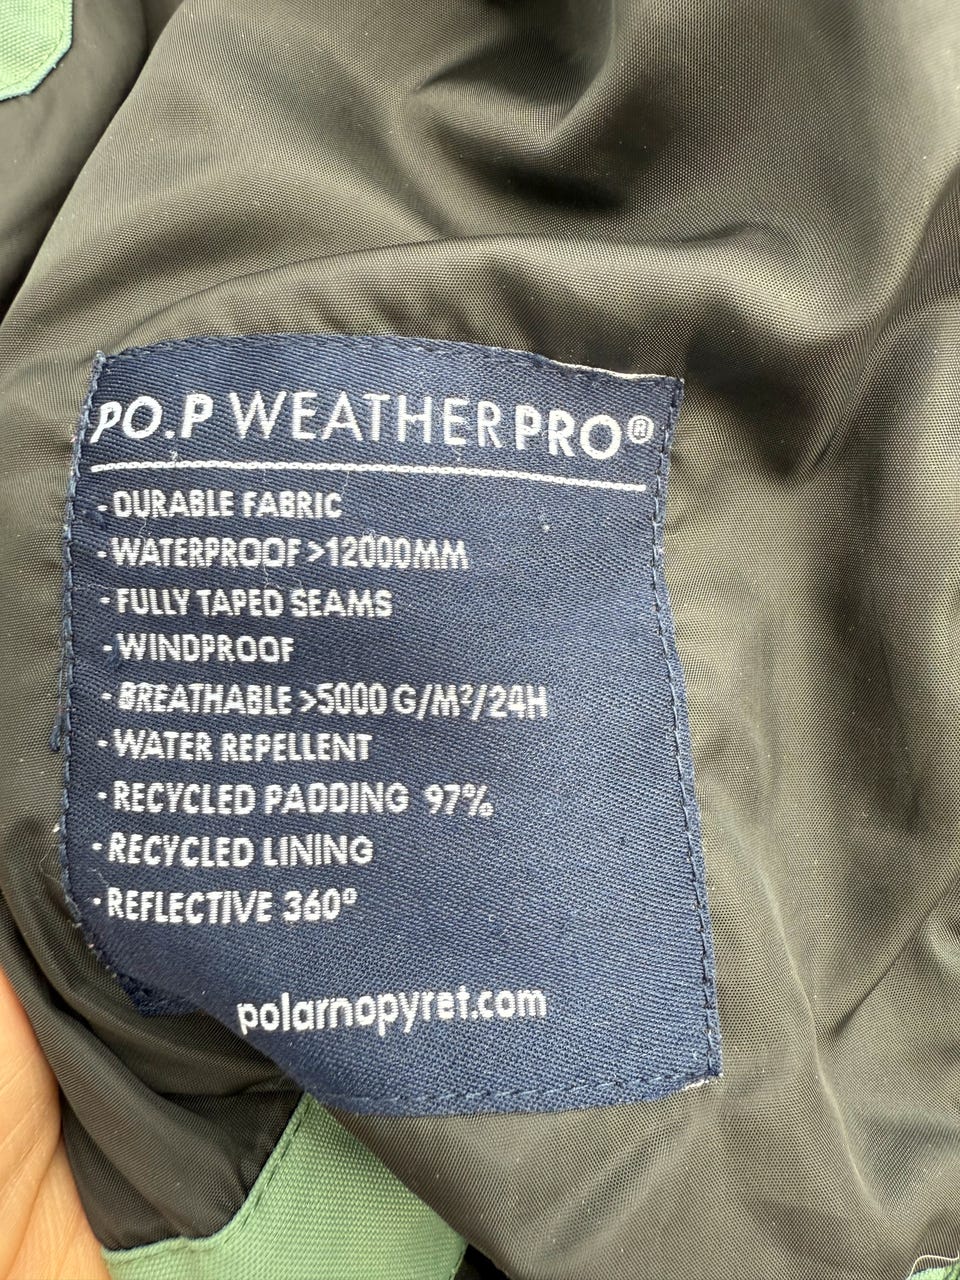 PO.P WEATHERPRO®
- DURABLE FABRIC
- WATERPROOF >12000MM
- FULLY TAPED SEAMS
- WINDPROOF
- BREATHABLE >5000 G/M²/24H
- WATER REPELLENT
- RECYCLED PADDING 97%
- RECYCLED LINING
- REFLECTIVE 360º
polarnopyret.com